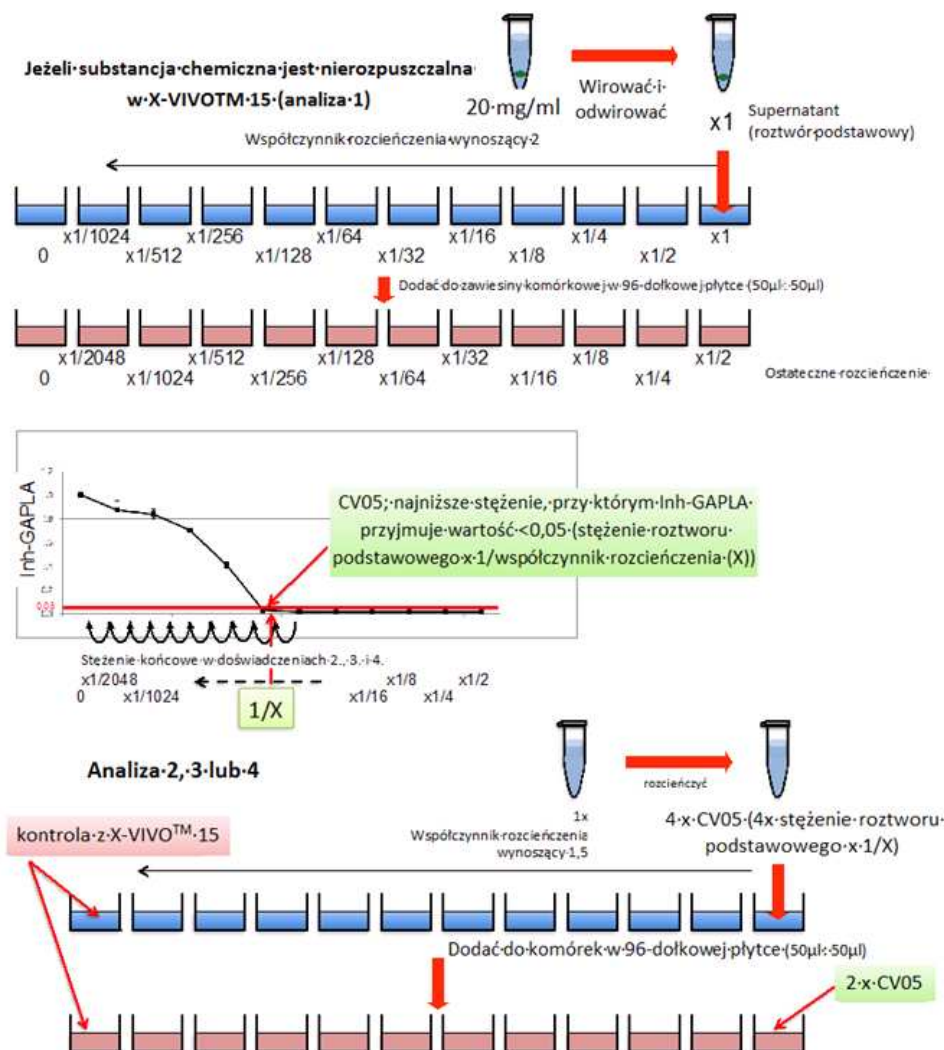 Jeżeli·substancja·chemiczna·jest·nierozpuszczalna·
w·X-VIVOTM·15·(analiza·1)
20·mg/ml
Wirować·i·
odwirować
x1
Supernatant
(roztwór·podstawowy)
Współczynnik·rozcieńczenia·wynoszący·2
x1/1024 x1/256 x1/64 x1/16 x1/4 x1
0 x1/512 x1/128 x1/32 x1/8 x1/2
Dodać·do·zawiesiny·komórkowej·w·96-dołkowej·płytce·(50µl·:·50µl)
x1/2048 x1/512 x1/128 x1/32 x1/8 x1/2
0 x1/1024 x1/256 x1/64 x1/16 x1/4
Ostateczne·rozcieńczenie·
Inh-GAPLA
CV05;·najniższe·stężenie,·przy·którym·Inh-GAPLA·
przyjmuje·wartość·<0,05·(stężenie·roztworu·
podstawowego·x·1/współczynnik·rozcieńczenia·(X))
Stężenie·końcowe·w·doświadczeniach·2.,·3.·i·4.
x1/2048 x1/8 x1/2
0 x1/1024 x1/16 x1/4
1/X
Analiza·2,·3·lub·4
rozcieńczyć
1x
Współczynnik·rozcieńczenia
wynoszący·1,5
4·x·CV05·(4x·stężenie·roztworu·
podstawowego·x·1/X)
kontrola·z·X-VIVO™·15
Dodać·do·komórek·w·96-dołkowej·płytce·(50µl:·50µl)
2·x·CV05